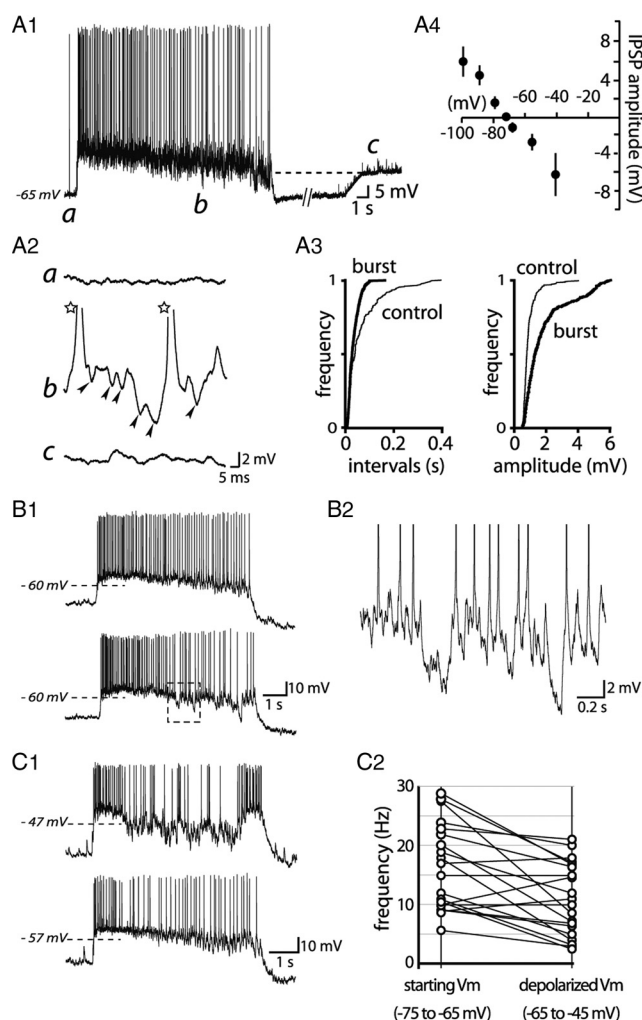 A1
-65 mV
a
b
c
5 mV
1 s
A4
8
4
-4
-8
IPSP amplitude (mV)
-60 -40 -20
(mV)
-100 -80
A2
a
b
c
2 mV
5 ms
A3
1
burst
control
frequency
0
0 0.2 0.4
intervals (s)
1
control
burst
frequency
0
0 2 4 6
amplitude (mV)
B1
- 60 mV
- 60 mV
10 mV
1 s
B2
2 mV
0.2 s
C1
- 47 mV
- 57 mV
10 mV
1 s
C2
30
20
10
0
frequency (Hz)
starting Vm
(-75 to -65 mV)
depolarized Vm
(-65 to -45 mV)